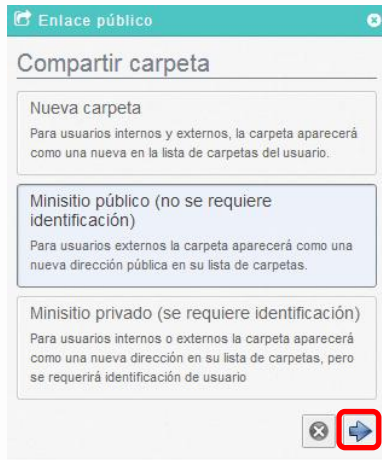 Enlace público
Compartir carpeta
Nueva carpeta
Para usuarios internos y externos, la carpeta aparecerá
como una nueva en la lista de carpetas del usuario.
Minisitio público (no se requiere
identificación)
Para usuarios externos la carpeta aparecerá como una
nueva dirección pública en su lista de carpetas.
Minisitio privado (se requiere identificación)
Para usuarios internos o externos la carpeta aparecerá
como una nueva dirección en su lista de carpetas, pero
se requerirá identificación de usuario